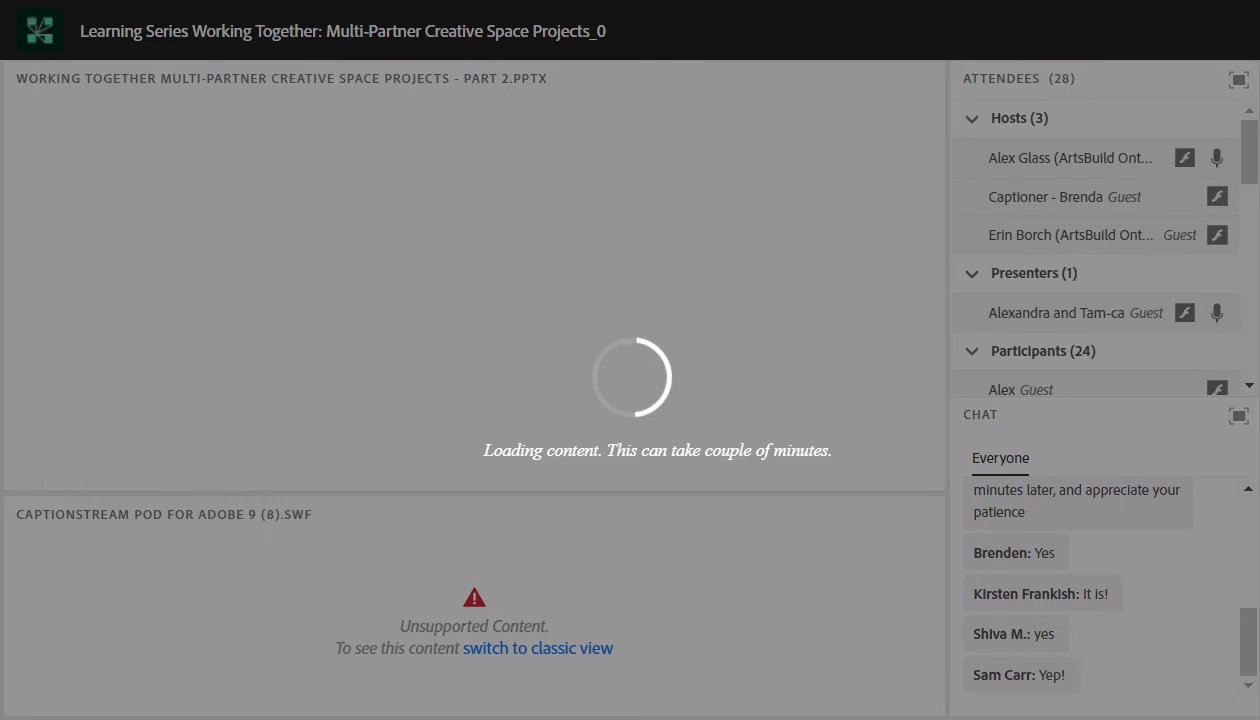 Learning Series Working Together: Multi-Partner Creative Space Projects_0
WORKING TOGETHER MULTI-PARTNER CREATIVE SPACE PROJECTS - PART 2.PPTX
Loading content. This can take couple of minutes.
CAPTIONSTREAM POD FOR ADOBE 9 (8).SWF
Unsupported Content.
To see this content switch to classic view
ATTENDEES (28)
Hosts (3)
Alex Glass (ArtsBuild Ont...
Captioner - Brenda Guest
Erin Borch (ArtsBuild Ont... Guest
Presenters (1)
Alexandra and Tam-ca Guest
Participants (24)
Alex Guest
CHAT
Everyone
minutes later, and appreciate your
patience
Brenden: Yes
Kirsten Frankish: It is!
Shiva M.: yes
Sam Carr: Yep!